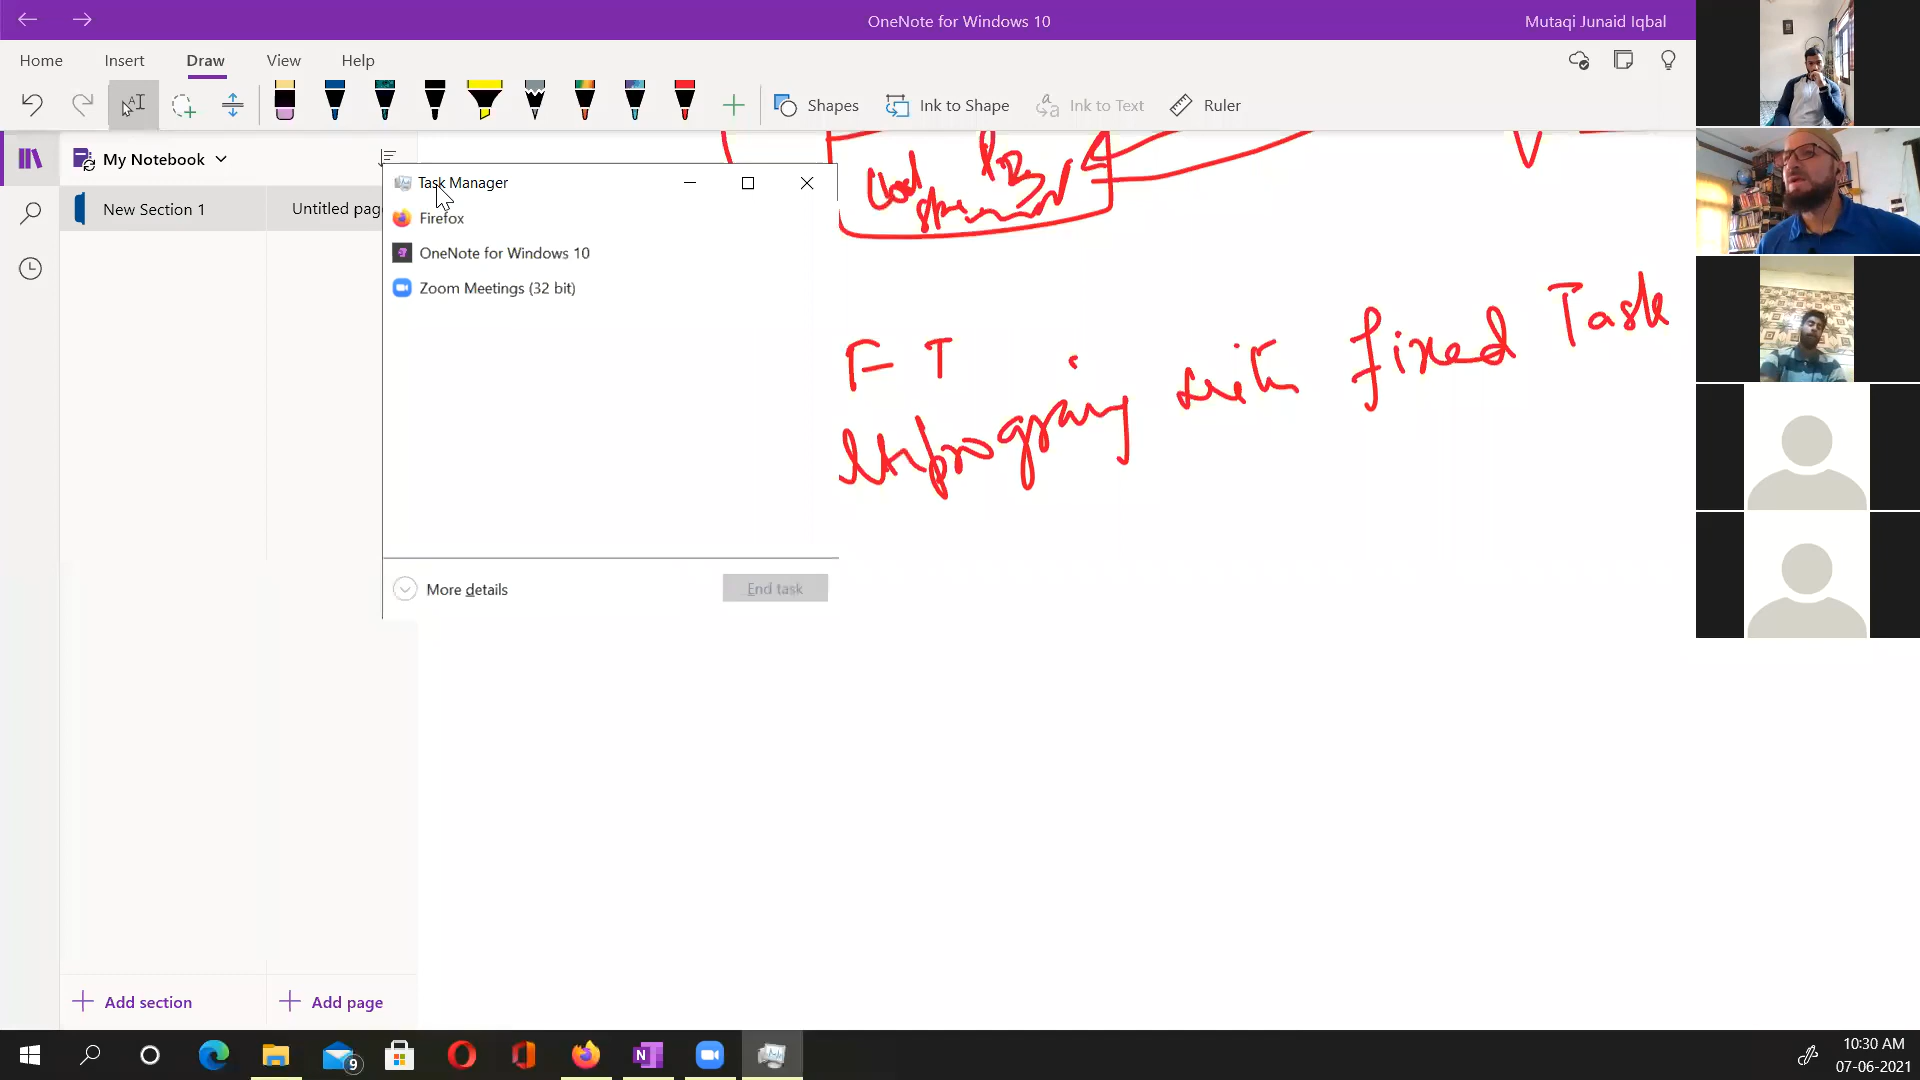 OneNote for Windows 10
Mutaqi Junaid Iqbal
Home Insert Draw View Help
Shapes Ink to Shape Ink to Text Ruler
My Notebook
New Section 1
Untitled pag
Task Manager
Firefox
OneNote for Windows 10
Zoom Meetings (32 bit)
More details
End task
F T
with fixed Task
Add section
Add page
9
10:30 AM
07-06-2021